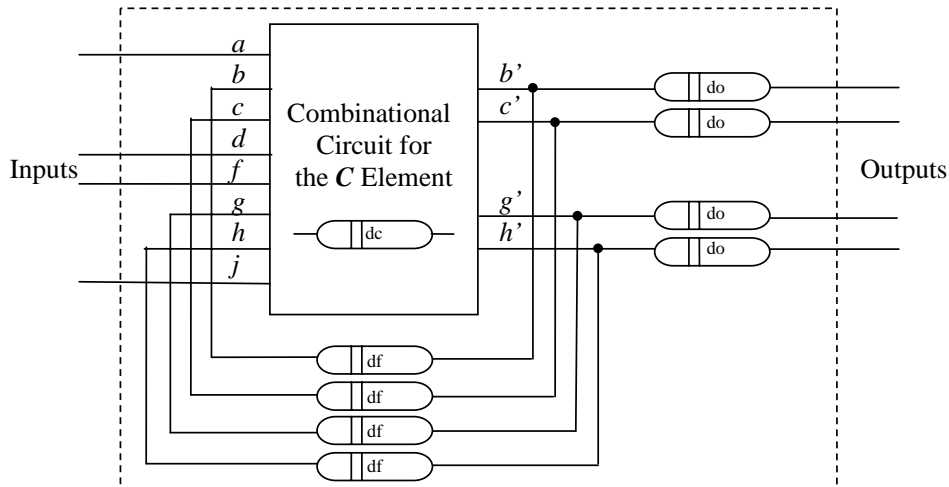 a
b
c
d
f
g
h
j
Inputs
Combinational
Circuit for
the C Element
dc
b’
c’
g’
h’
do
do
do
do
Outputs
df
df
df
df